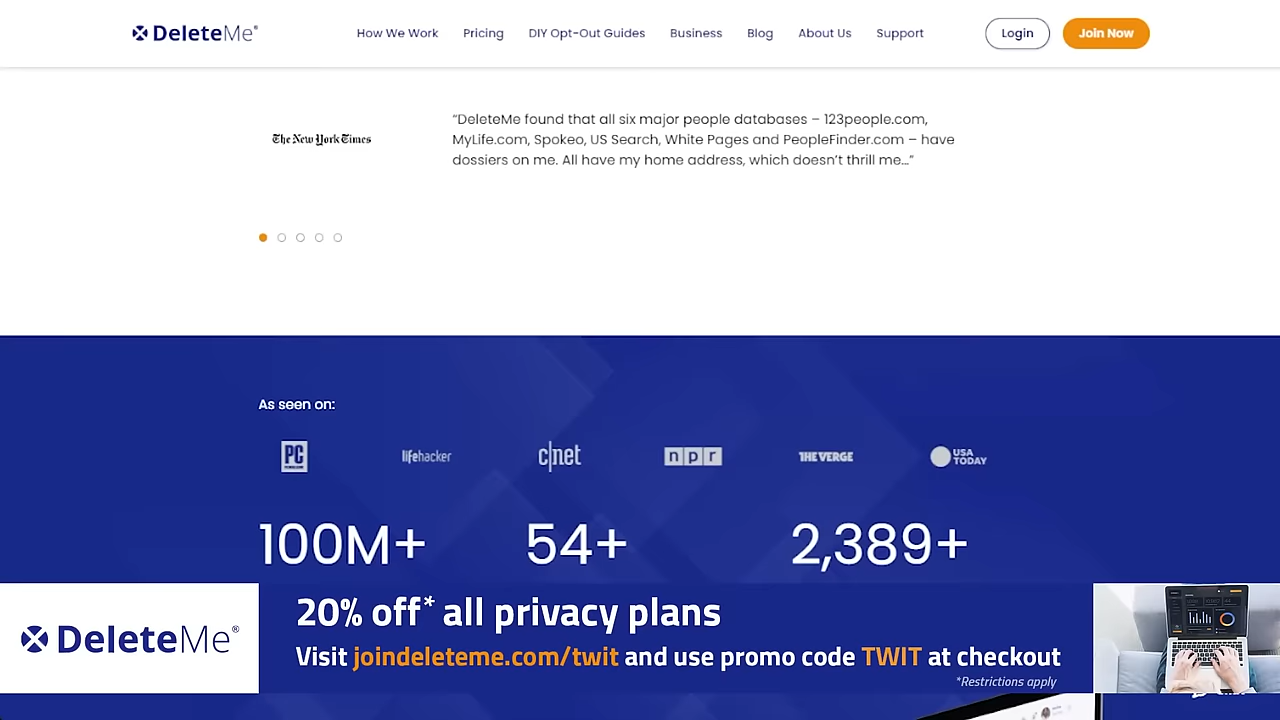 DeleteMe®
How We Work
Pricing
DIY Opt-Out Guides
Business
Blog
About Us
Support
Login
Join Now
The New York Times
“DeleteMe found that all six major people databases – 123people.com,
MyLife.com, Spokeo, US Search, White Pages and PeopleFinder.com – have
dossiers on me. All have my home address, which doesn’t thrill me…”
As seen on:
PC
lifehacker
c|net
npr
THE VERGE
USA
TODAY
100M+
54+
2,389+
DeleteMe®
20% off* all privacy plans
Visit joindeleteme.com/twit and use promo code TWIT at checkout
*Restrictions apply